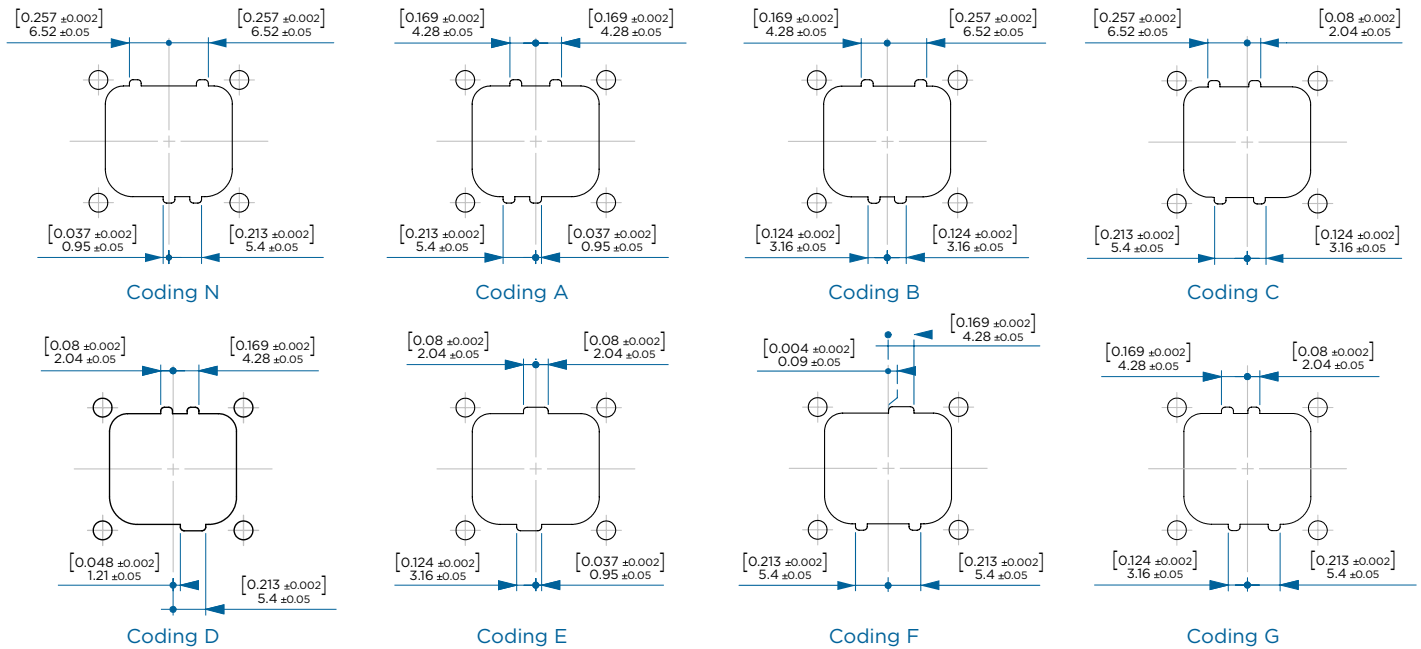 [0.257 ±0.002] [0.257 ±0.002] [0.169 ±0.002] [0.169 ±0.002] [0.169 ±0.002] [0.257 ±0.002] [0.257 ±0.002] [0.08 ±0.002]
6.52 ±0.05 6.52 ±0.05 4.28 ±0.05 4.28 ±0.05 4.28 ±0.05 6.52 ±0.05 6.52 ±0.05 2.04 ±0.05
[0.037 ±0.002] [0.213 ±0.002] [0.213 ±0.002] [0.037 ±0.002] [0.124 ±0.002] [0.124 ±0.002] [0.213 ±0.002] [0.124 ±0.002]
0.95 ±0.05 5.4 ±0.05 5.4 ±0.05 0.95 ±0.05 3.16 ±0.05 3.16 ±0.05 5.4 ±0.05 3.16 ±0.05
Coding N Coding A Coding B Coding C
[0.169 ±0.002]
4.28 ±0.05
[0.08 ±0.002] [0.169 ±0.002] [0.08 ±0.002] [0.08 ±0.002] [0.004 ±0.002] [0.169 ±0.002] [0.08 ±0.002]
2.04 ±0.05 4.28 ±0.05 2.04 ±0.05 2.04 ±0.05 0.09 ±0.05 4.28 ±0.05 2.04 ±0.05
[0.048 ±0.002] [0.124 ±0.002] [0.037 ±0.002] [0.213 ±0.002] [0.213 ±0.002] [0.124 ±0.002] [0.213 ±0.002]
1.21 ±0.05 3.16 ±0.05 0.95 ±0.05 5.4 ±0.05 5.4 ±0.05 3.16 ±0.05 5.4 ±0.05
[0.213 ±0.002]
5.4 ±0.05
Coding D Coding E Coding F Coding G